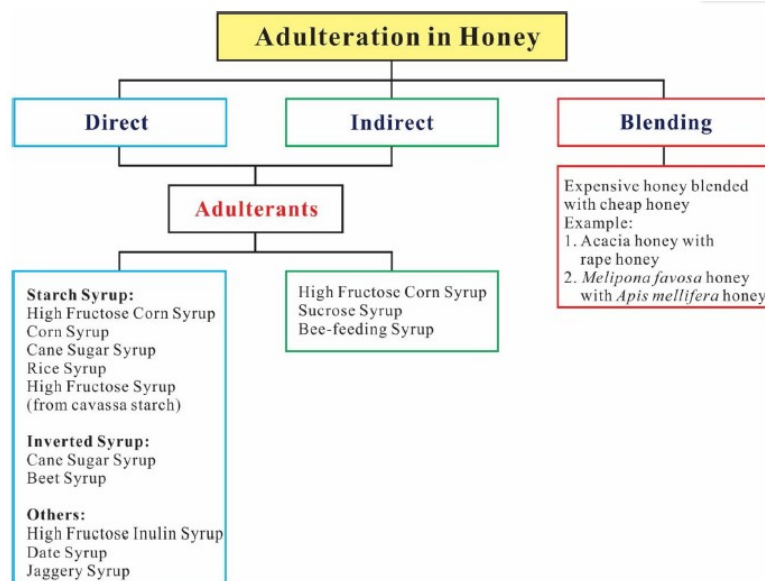 Adulteration in Honey
Direct
Indirect
Blending
Adulterants
Expensive honey blended
with cheap honey
Example:
1. Acacia honey with
rape honey
2. Melipona favosa honey
with Apis mellifera honey
Starch Syrup:
High Fructose Corn Syrup
Corn Syrup
Cane Sugar Syrup
Rice Syrup
High Fructose Syrup
(from cavassa starch)
Inverted Syrup:
Cane Sugar Syrup
Beet Syrup
Others:
High Fructose Inulin Syrup
Date Syrup
Jaggery Syrup
High Fructose Corn Syrup
Sucrose Syrup
Bee-feeding Syrup